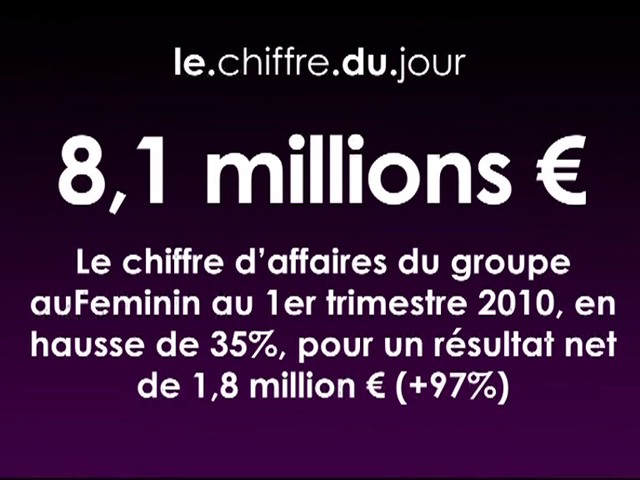 le.chiffre.du.jour
8,1 millions €
Le chiffre d'affaires du groupe
auFeminin au 1er trimestre 2010, en
hausse de 35%, pour un résultat net
de 1,8 million € (+97%)